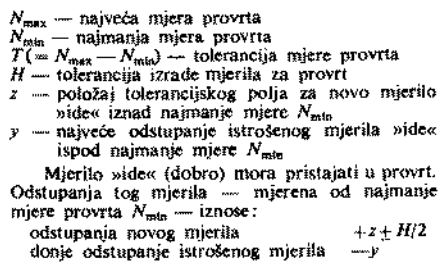 Nmax — najveća mjera provrta
Nmin — najmanja mjera provrta
T (= Nmax — Nmin) — tolerancija mjere provrta
H — tolerancija izrade mjerila za provrt
z — položaj tolerancijskog polja za novo mjerilo
»ide« iznad najmanje mjere Nmin
y — najveće odstupanje istrošenog mjerila »ide«
ispod najmanje mjere Nmin
Mjerilo »ide« (dobro) mora pristajati u provrt.
Odstupanja tog mjerila — mjerena od najmanje
mjere provrta Nmin — iznose:
odstupanja novog mjerila +z ± H/2
donje odstupanje istrošenog mjerila —y